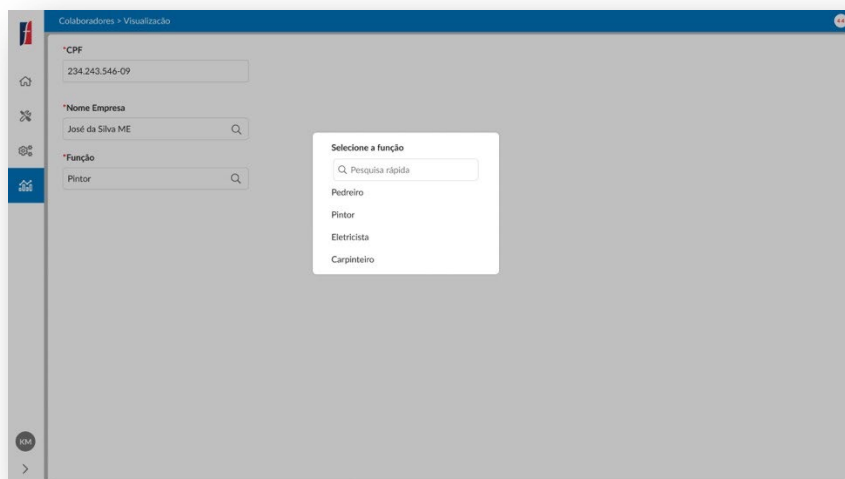 Colaboradores > Visualizacão
*CPF
234.243.546-09
*Nome Empresa
José da Silva ME
*Função
Pintor
Selecione a função
Pesquisa rápida
Pedreiro
Pintor
Eletricista
Carpinteiro
KM